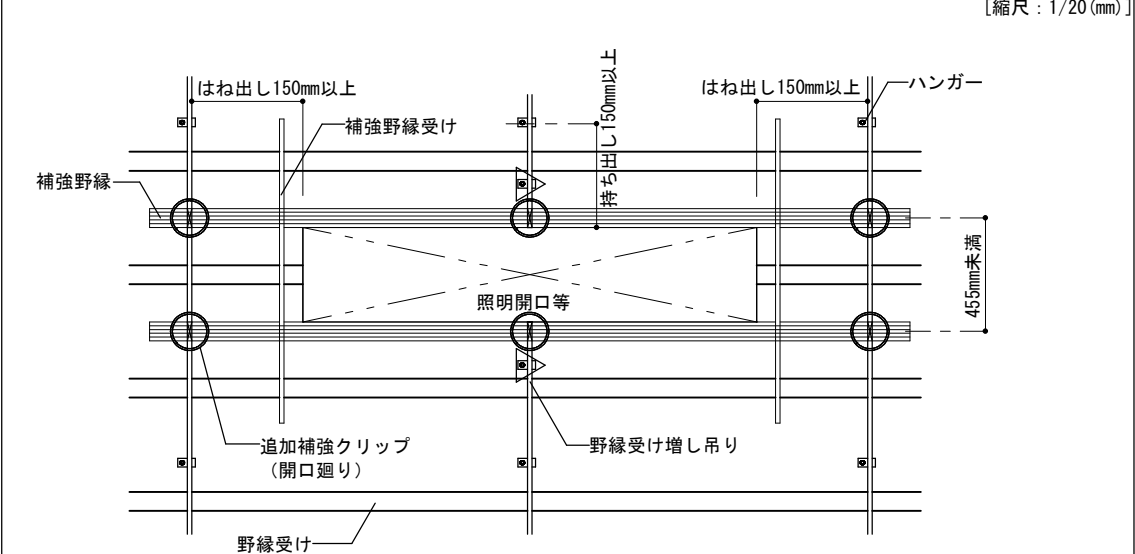 [縮尺：1/20(mm)]
はね出し150mm以上
持ち出し150mm以上
はね出し150mm以上
ハンガー
補強野縁受け
補強野縁
455mm未満
照明開口等
追加補強クリップ
（開口廻り）
野縁受け増し吊り
野縁受け